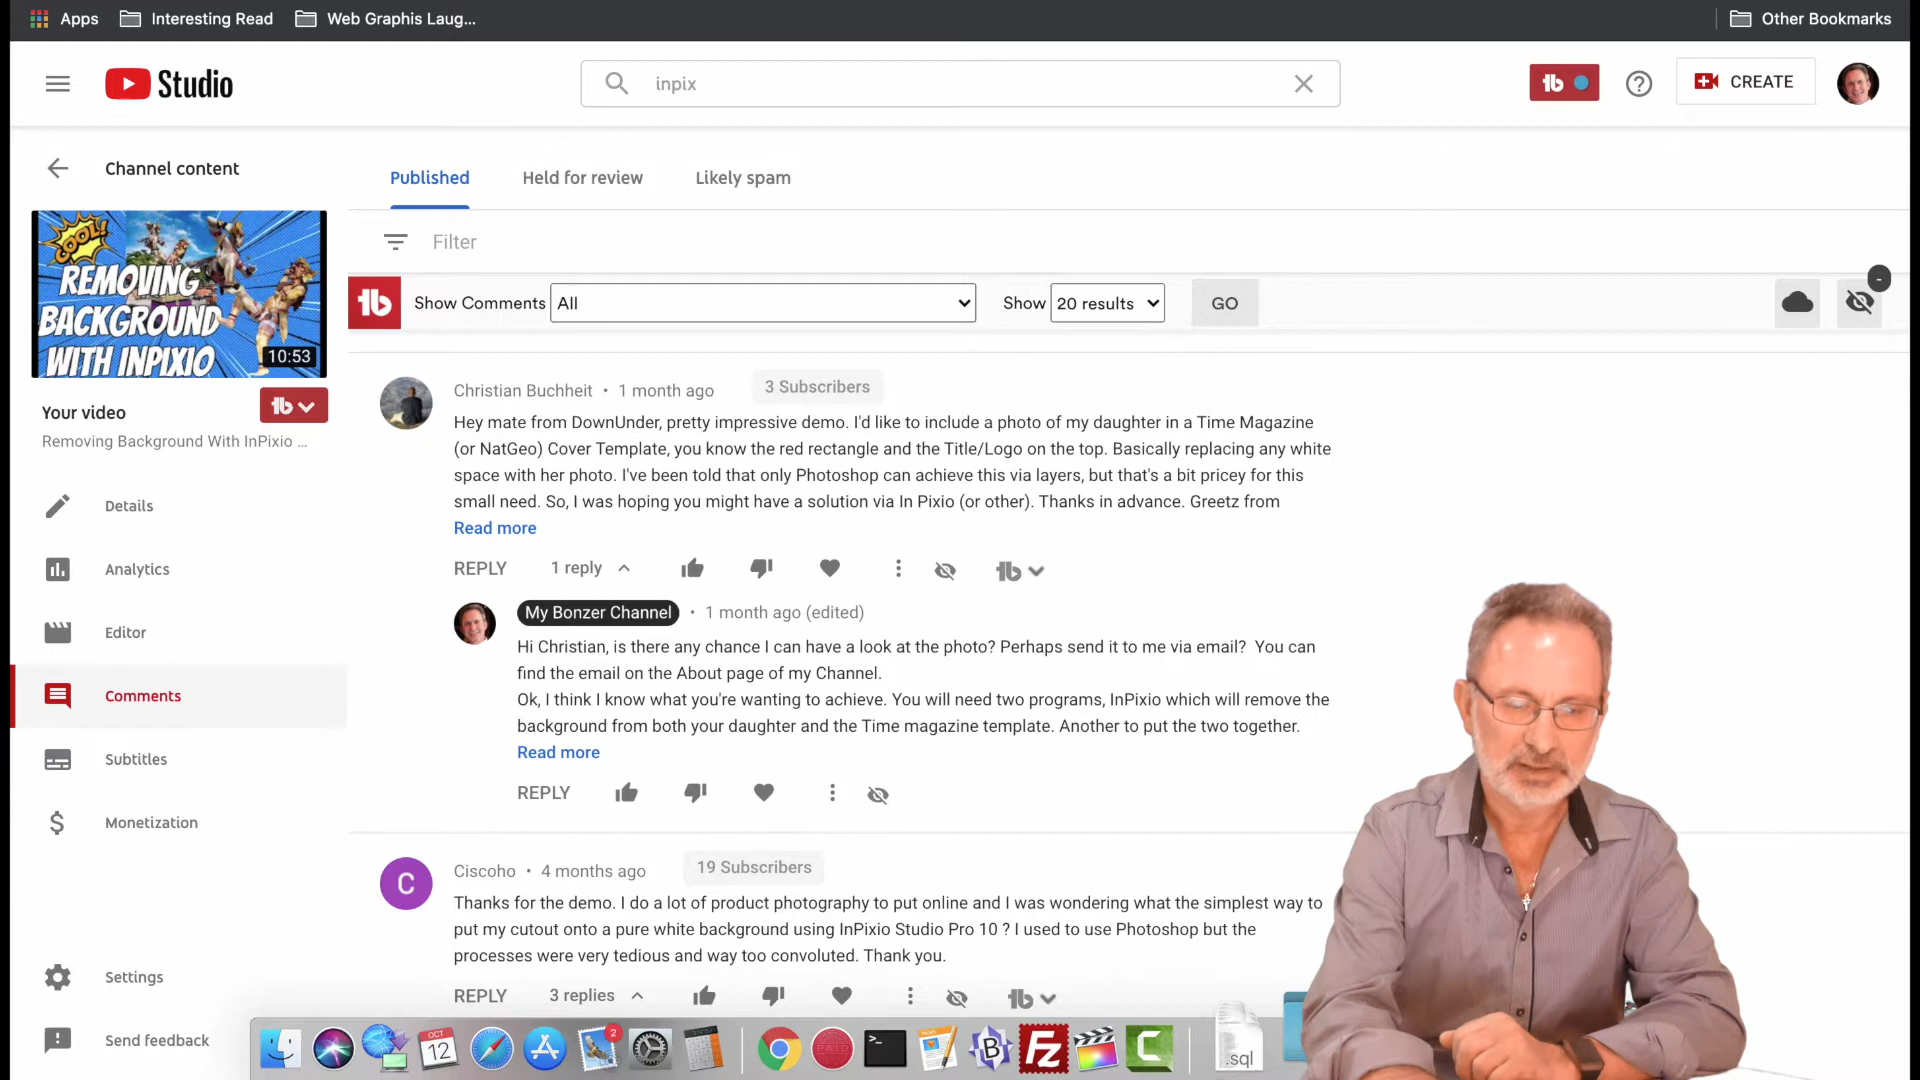 Apps Interesting Read Web Graphis Laug... Other Bookmarks
Studio
inpix
CREATE
Channel content
COOL!
REMOVING
BACKGROUND
WITH INPIXIO
10:53
Your video
Removing Background With InPixio ...
Details
Analytics
Editor
Comments
Subtitles
Monetization
Settings
Send feedback
Published Held for review Likely spam
Filter
tb Show Comments All Show 20 results GO
-
Christian Buchheit • 1 month ago 3 Subscribers
Hey mate from DownUnder, pretty impressive demo. I'd like to include a photo of my daughter in a Time Magazine
(or NatGeo) Cover Template, you know the red rectangle and the Title/Logo on the top. Basically replacing any white
space with her photo. I've been told that only Photoshop can achieve this via layers, but that's a bit pricey for this
small need. So, I was hoping you might have a solution via In Pixio (or other). Thanks in advance. Greetz from
Read more
REPLY 1 reply
My Bonzer Channel • 1 month ago (edited)
Hi Christian, is there any chance I can have a look at the photo? Perhaps send it to me via email? You can
find the email on the About page of my Channel.
Ok, I think I know what you're wanting to achieve. You will need two programs, InPixio which will remove the
background from both your daughter and the Time magazine template. Another to put the two together.
Read more
REPLY
C
Ciscoho • 4 months ago 19 Subscribers
Thanks for the demo. I do a lot of product photography to put online and I was wondering what the simplest way to
put my cutout onto a pure white background using InPixio Studio Pro 10 ? I used to use Photoshop but the
processes were very tedious and way too convoluted. Thank you.
REPLY 3 replies
OCT
12
2
B
FZ
C
.sql